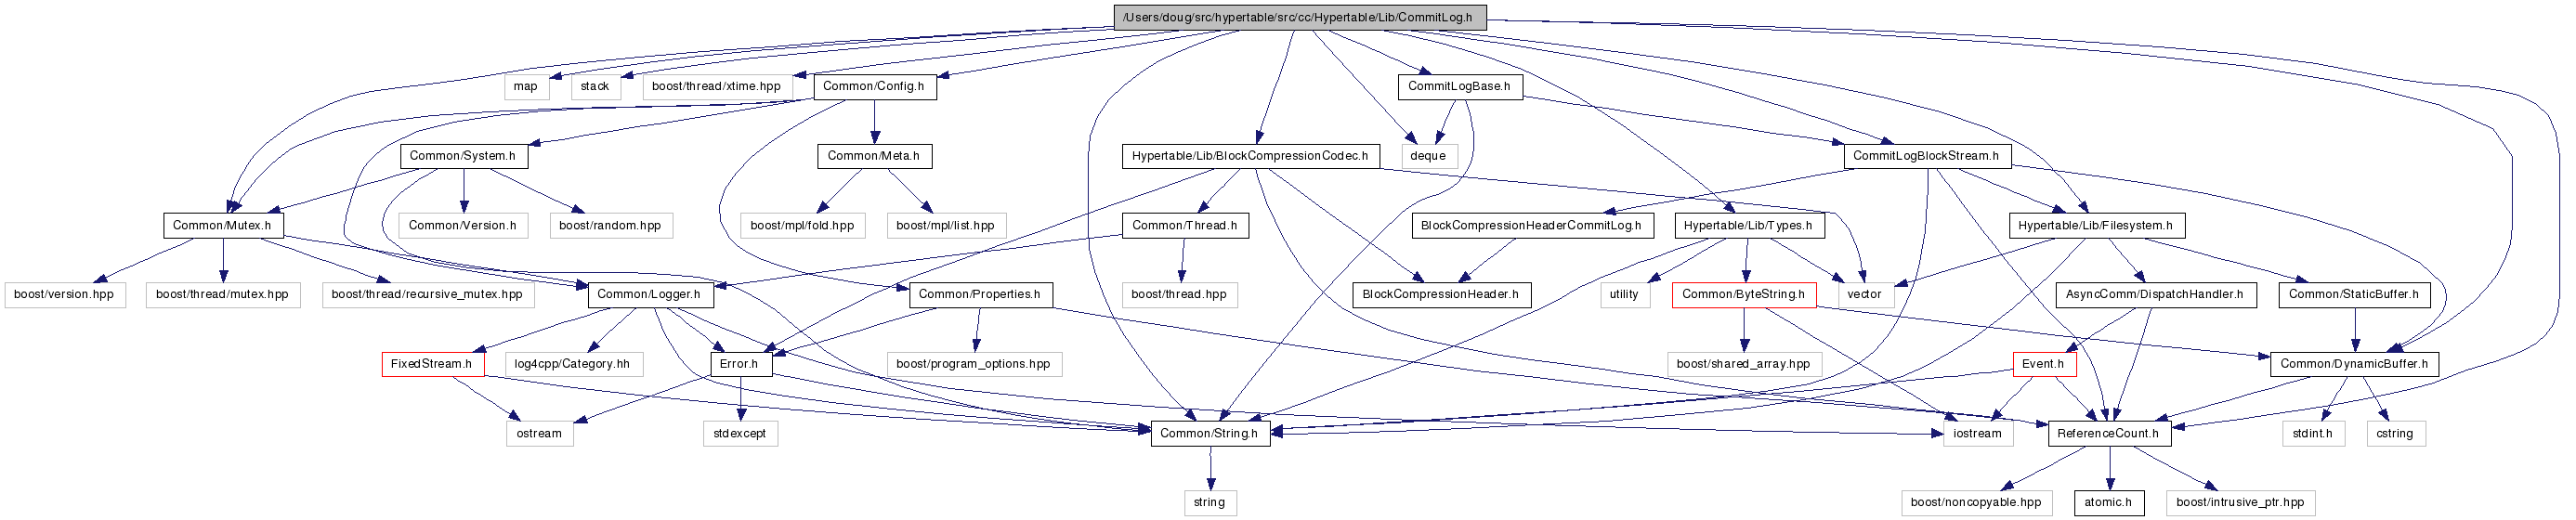 /Users/doug/src/hypertable/src/cc/Hypertable/Lib/CommitLog.h
map
stack
boost/thread/xtime.hpp
Common/Config.h
CommitLogBase.h
Common/System.h
Common/Meta.h
Hypertable/Lib/BlockCompressionCodec.h
deque
CommitLogBlockStream.h
Common/Mutex.h
Common/Version.h
boost/random.hpp
boost/mpl/fold.hpp
boost/mpl/list.hpp
Common/Thread.h
BlockCompressionHeaderCommitLog.h
Hypertable/Lib/Types.h
Hypertable/Lib/Filesystem.h
boost/version.hpp
boost/thread/mutex.hpp
boost/thread/recursive_mutex.hpp
Common/Logger.h
Common/Properties.h
boost/thread.hpp
BlockCompressionHeader.h
utility
Common/ByteString.h
vector
AsyncComm/DispatchHandler.h
Common/StaticBuffer.h
FixedStream.h
log4cpp/Category.hh
Error.h
boost/program_options.hpp
boost/shared_array.hpp
Event.h
Common/DynamicBuffer.h
ostream
stdexcept
Common/String.h
iostream
ReferenceCount.h
stdint.h
cstring
string
boost/noncopyable.hpp
atomic.h
boost/intrusive_ptr.hpp